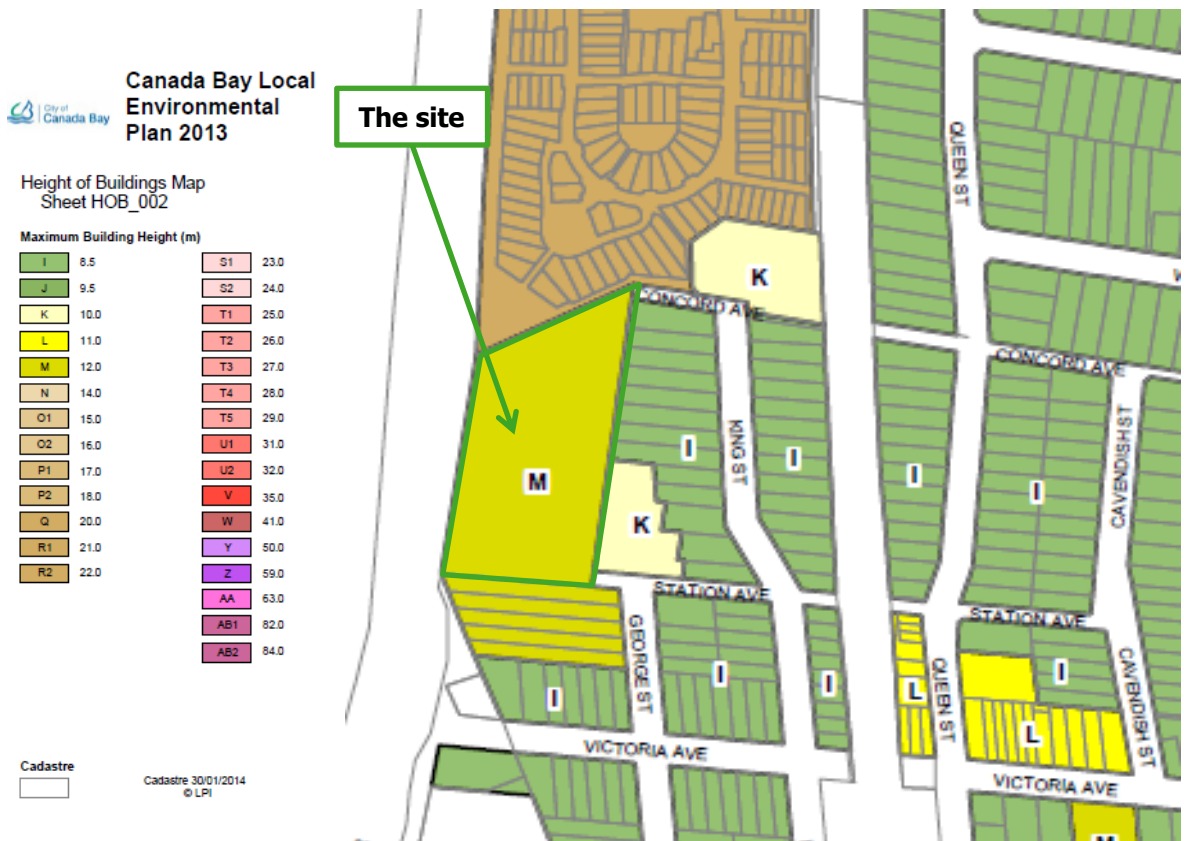 City of
Canada Bay
Canada Bay Local
Environmental
Plan 2013
Height of Buildings Map
Sheet HOB_002
Maximum Building Height (m)
I 8.5
J 9.5
K 10.0
L 11.0
M 12.0
N 14.0
O1 15.0
O2 16.0
P1 17.0
P2 18.0
Q 20.0
R1 21.0
R2 22.0
S1 23.0
S2 24.0
T1 25.0
T2 26.0
T3 27.0
T4 28.0
T5 29.0
U1 31.0
U2 32.0
V 35.0
W 41.0
Y 50.0
Z 59.0
AA 63.0
AB1 82.0
AB2 84.0
Cadastre
Cadastre 30/01/2014
© LPI
The site
QUEEN ST
K
CONCORD AVE
CONCORD AVE
KING ST
CAVENDISH ST
I
I
I
I
M
K
STATION AVE
STATION AVE
GEORGE ST
I
I
I
L
QUEEN ST
I
L
CAVENDISH ST
VICTORIA AVE
VICTORIA AVE
M